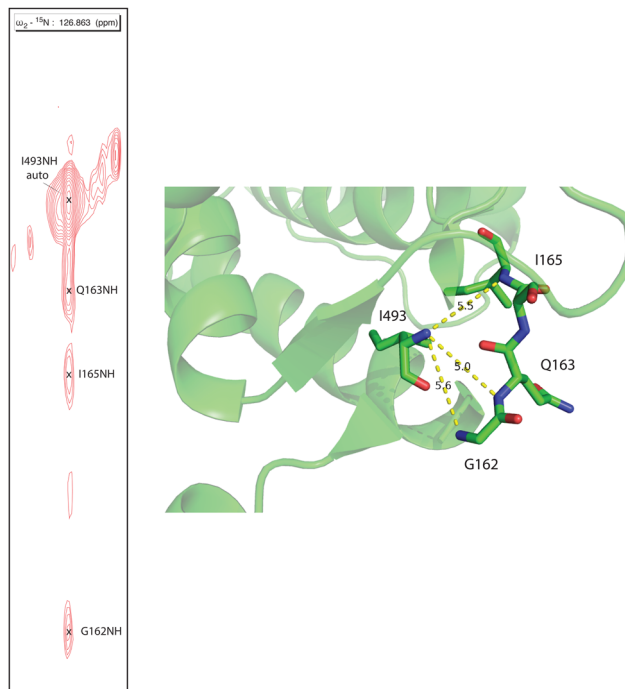 ω₂ - ¹⁵N : 126.863 (ppm)
I493NH
auto
x
Q163NH
x
I165NH
x
G162NH
x
I165
I493
5.5
Q163
5.0
5.6
G162